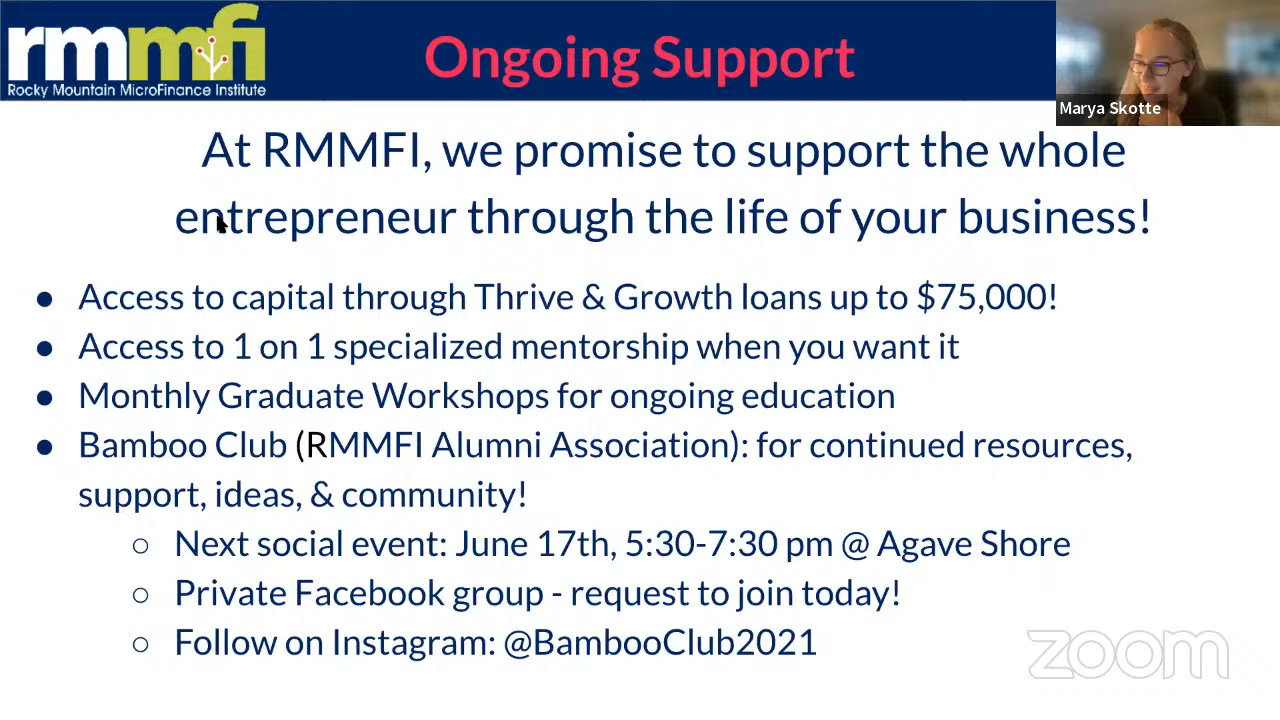 rmmfi
Rocky Mountain MicroFinance Institute
Ongoing Support
Marya Skotte
At RMMFI, we promise to support the whole
entrepreneur through the life of your business!
● Access to capital through Thrive & Growth loans up to $75,000!
● Access to 1 on 1 specialized mentorship when you want it
● Monthly Graduate Workshops for ongoing education
● Bamboo Club (RMMFI Alumni Association): for continued resources,
support, ideas, & community!
○ Next social event: June 17th, 5:30-7:30 pm @ Agave Shore
○ Private Facebook group - request to join today!
○ Follow on Instagram: @BambooClub2021
zoom